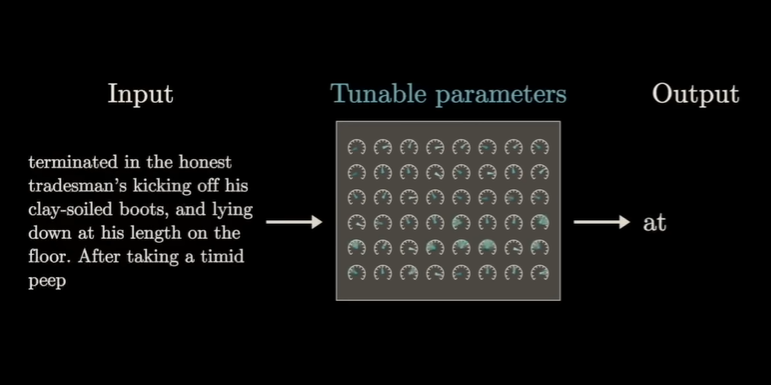 Input
Tunable parameters
Output
terminated in the honest
tradesman’s kicking off his
clay-soiled boots, and lying
down at his length on the
floor. After taking a timid
peep
at